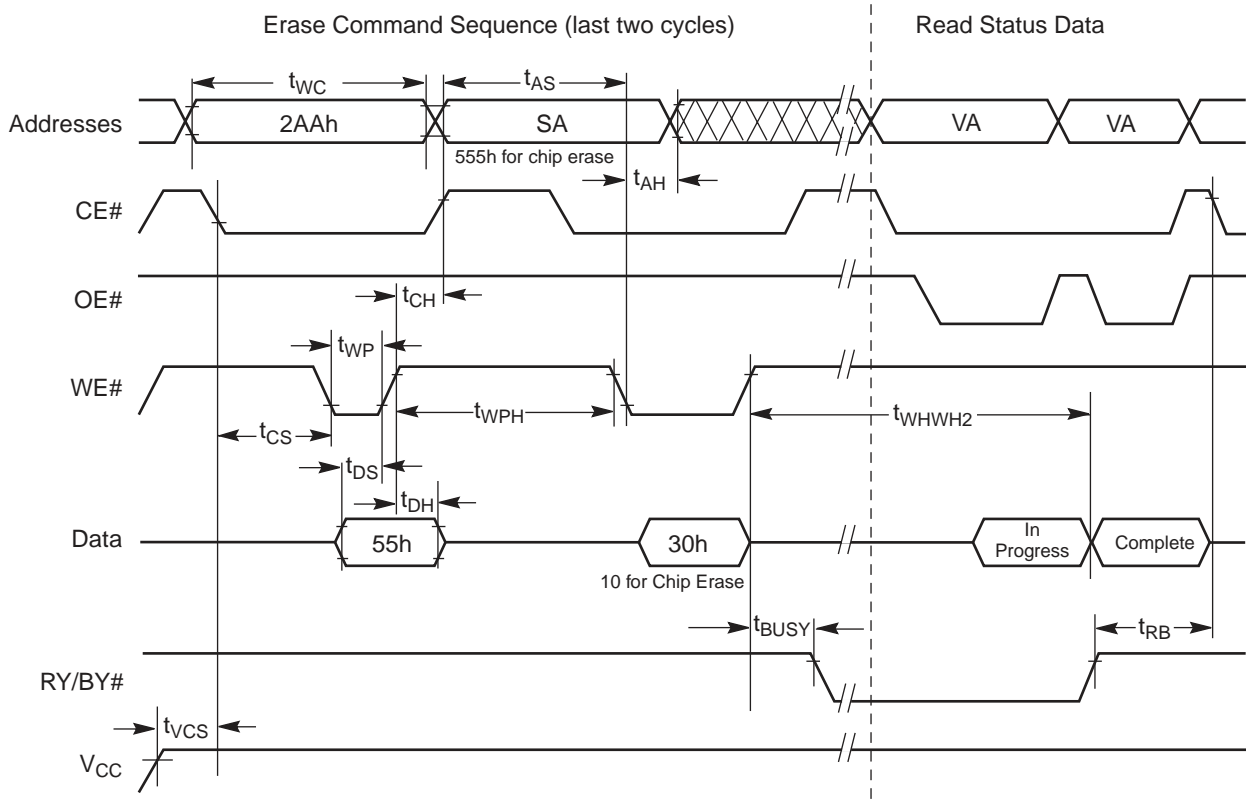 Erase Command Sequence (last two cycles)
Read Status Data
tWC
tAS
Addresses
2AAh
SA
VA
VA
555h for chip erase
tAH
CE#
OE#
tCH
tWP
WE#
tWPH
tWHWH2
tCS
tDS
tDH
Data
55h
30h
In
Progress
Complete
10 for Chip Erase
tBUSY
tRB
RY/BY#
tVCS
VCC